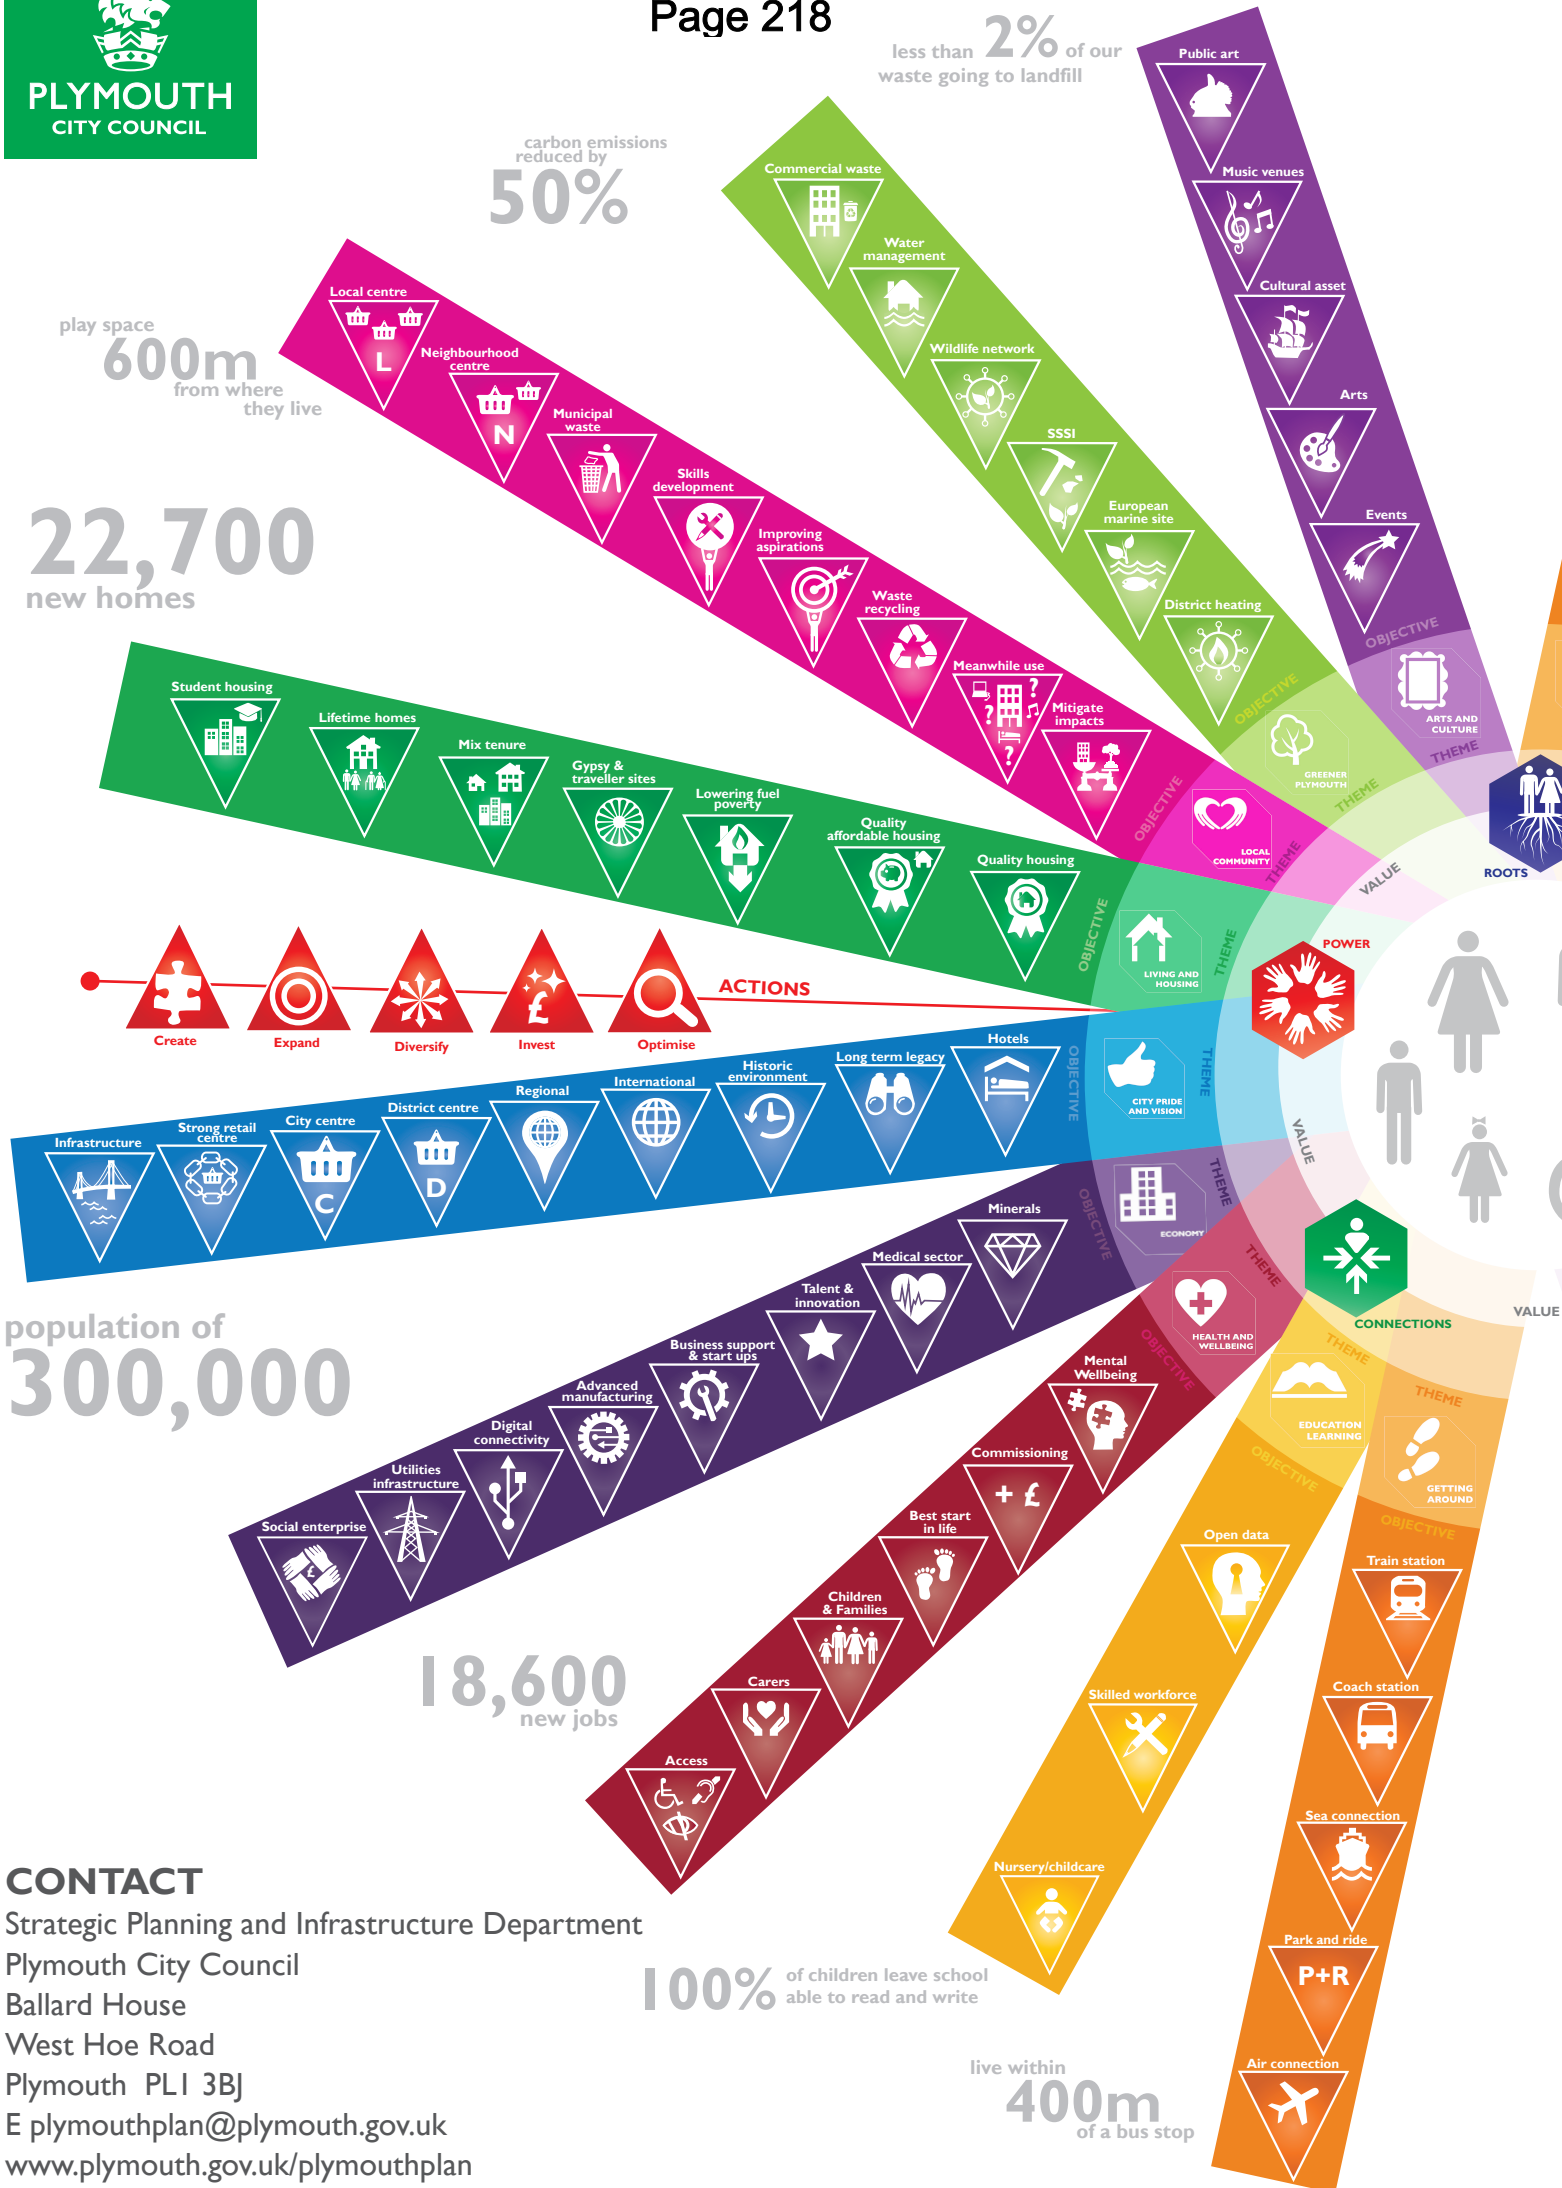 Page 218
PLYMOUTH
CITY COUNCIL
less than 2% of our
waste going to landfill
carbon emissions
reduced by
50%
play space
600m
from where
they live
22,700
new homes
Public art
Music venues
Cultural asset
Arts
Events
OBJECTIVE
ARTS AND
CULTURE
THEME
Commercial waste
Water
management
Wildlife network
SSSI
European
marine site
District heating
OBJECTIVE
GREENER
PLYMOUTH
THEME
Local centre
L
Neighbourhood
centre
N
Municipal
waste
Skills
development
Improving
aspirations
Waste
recycling
Meanwhile use
? ? ?
Mitigate
impacts
OBJECTIVE
LOCAL
COMMUNITY
THEME
VALUE
ROOTS
Student housing
Lifetime homes
Mix tenure
Gypsy &
traveller sites
Lowering fuel
poverty
Quality
affordable housing
Quality housing
OBJECTIVE
LIVING AND
HOUSING
THEME
POWER
ACTIONS
Create
Expand
Diversify
£
Invest
Optimise
Infrastructure
Strong retail
centre
City centre
C
District centre
D
Regional
International
Historic
environment
Long term legacy
Hotels
OBJECTIVE
CITY PRIDE
AND VISION
THEME
VALUE
population of
300,000
Minerals
Medical sector
Talent &
innovation
Business support
& start ups
Advanced
manufacturing
Digital
connectivity
Utilities
infrastructure
Social enterprise
£
OBJECTIVE
ECONOMY
THEME
18,600
new jobs
Mental
Wellbeing
Commissioning
+ £
Best start
in life
Children
& Families
Carers
Access
OBJECTIVE
HEALTH AND
WELLBEING
THEME
CONNECTIONS
VALUE
THEME
EDUCATION
LEARNING
OBJECTIVE
Open data
Skilled workforce
Nursery/childcare
THEME
GETTING
AROUND
OBJECTIVE
Train station
Coach station
Sea connection
Park and ride
P+R
Air connection
100% of children leave school
able to read and write
live within
400m
of a bus stop
CONTACT
Strategic Planning and Infrastructure Department
Plymouth City Council
Ballard House
West Hoe Road
Plymouth PL1 3BJ
E plymouthplan@plymouth.gov.uk
www.plymouth.gov.uk/plymouthplan